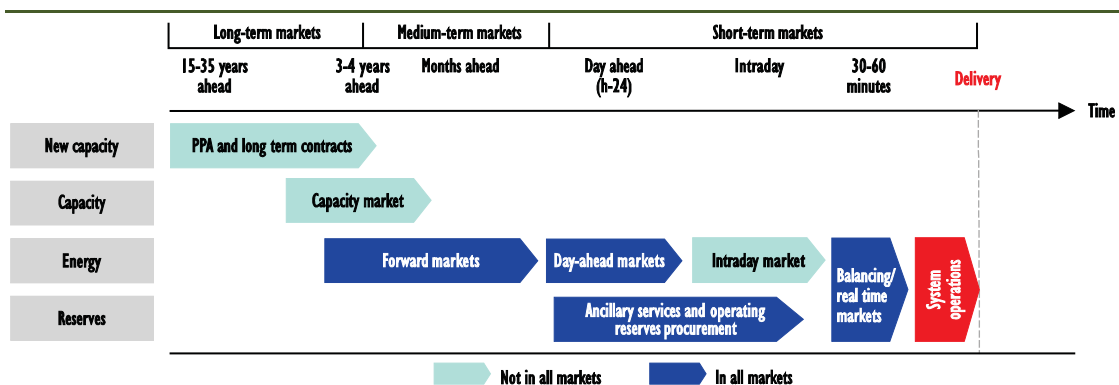 Long-term markets
Medium-term markets
Short-term markets
15-35 years
ahead
3-4 years
ahead
Months ahead
Day ahead
(h-24)
Intraday
30-60
minutes
Delivery
Time
New capacity
PPA and long term contracts
Capacity
Capacity market
Energy
Forward markets
Day-ahead markets
Intraday market
Balancing/
real time
markets
System
operations
Reserves
Ancillary services and operating
reserves procurement
Not in all markets
In all markets